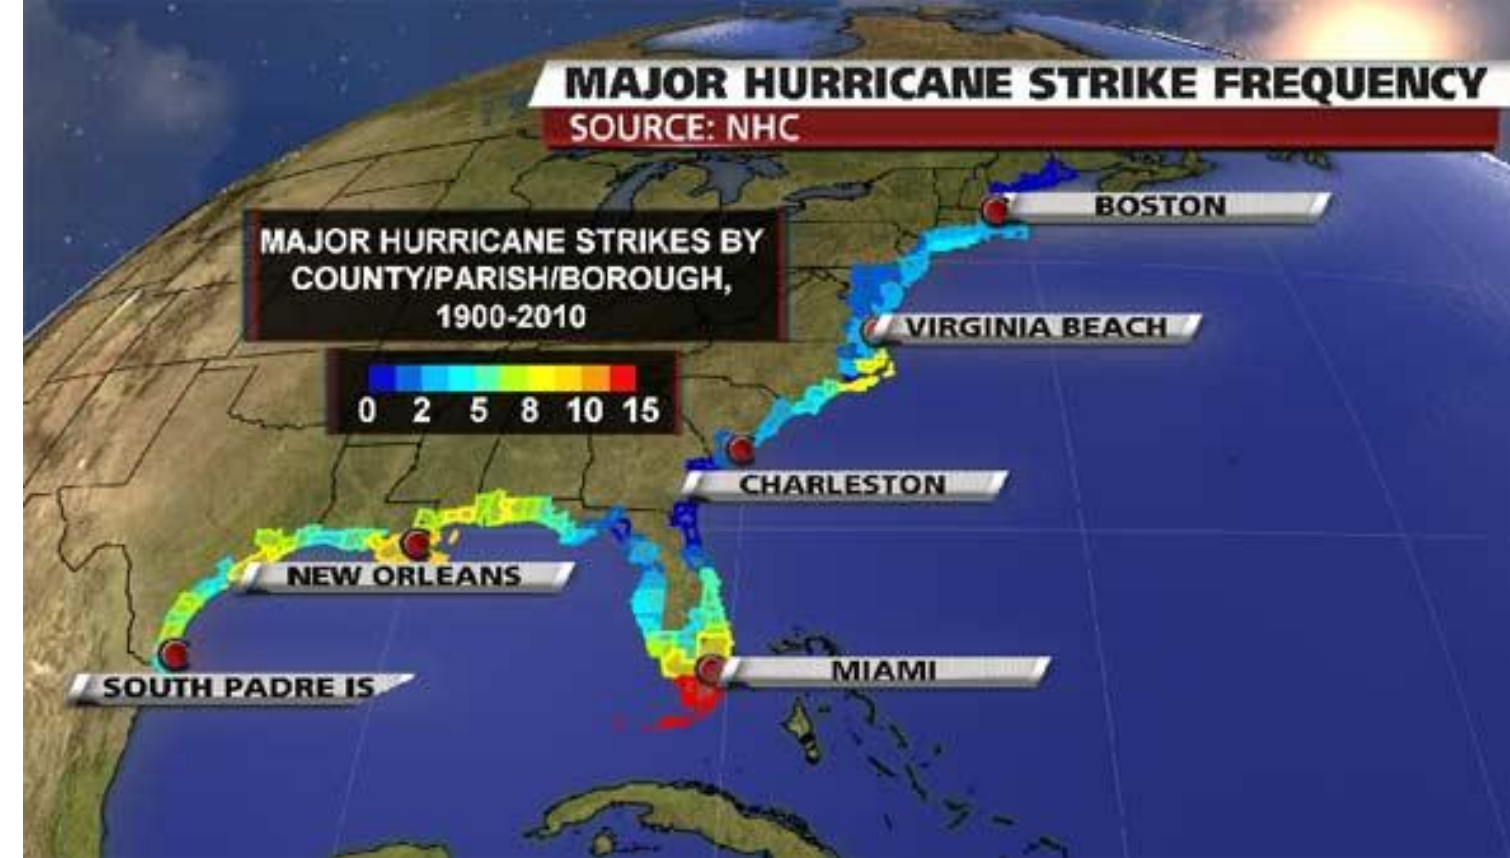 MAJOR HURRICANE STRIKE FREQUENCY
SOURCE: NHC
BOSTON
MAJOR HURRICANE STRIKES BY
COUNTY/PARISH/BOROUGH,
1900-2010
VIRGINIA BEACH
0 2 5 8 10 15
CHARLESTON
NEW ORLEANS
MIAMI
SOUTH PADRE IS